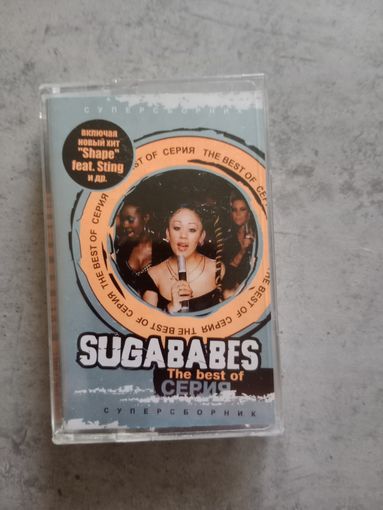 СУПЕРСБОРНИК
включая
новый хит
"Shape"
feat. Sting
и др.
THE BEST OF СЕРИЯ THE BEST OF СЕРИЯ THE BEST OF СЕРИЯ THE BEST OF СЕРИЯ
SUGABABES
The best of
СЕРИЯ
СУПЕРСБОРНИК